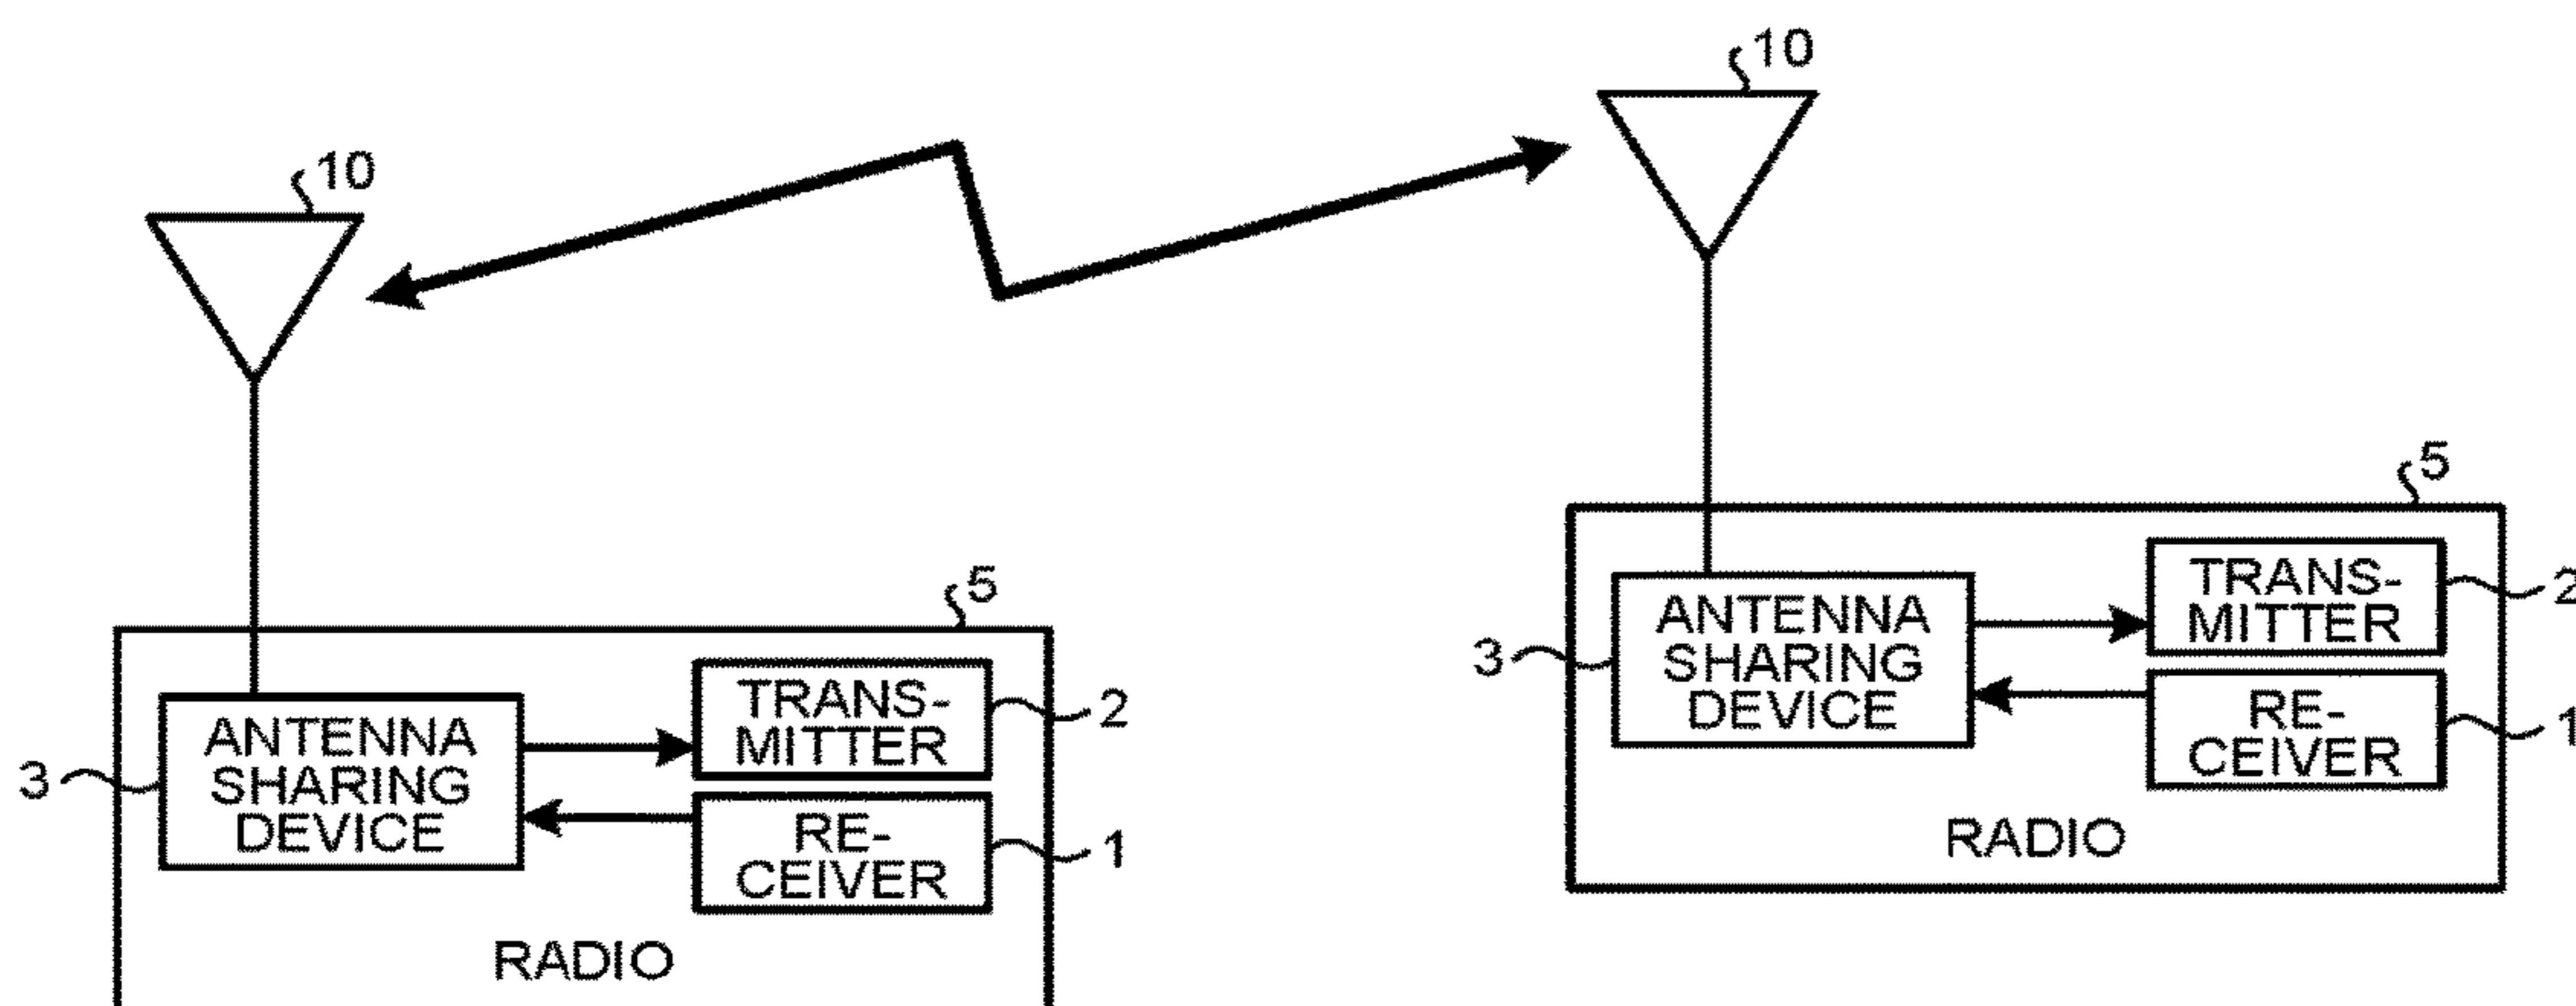 10
10
5
TRANS-
MITTER
2
ANTENNA
SHARING
DEVICE
3
RE-
CEIVER
1
RADIO
5
TRANS-
MITTER
2
ANTENNA
SHARING
DEVICE
3
RE-
CEIVER
1
RADIO